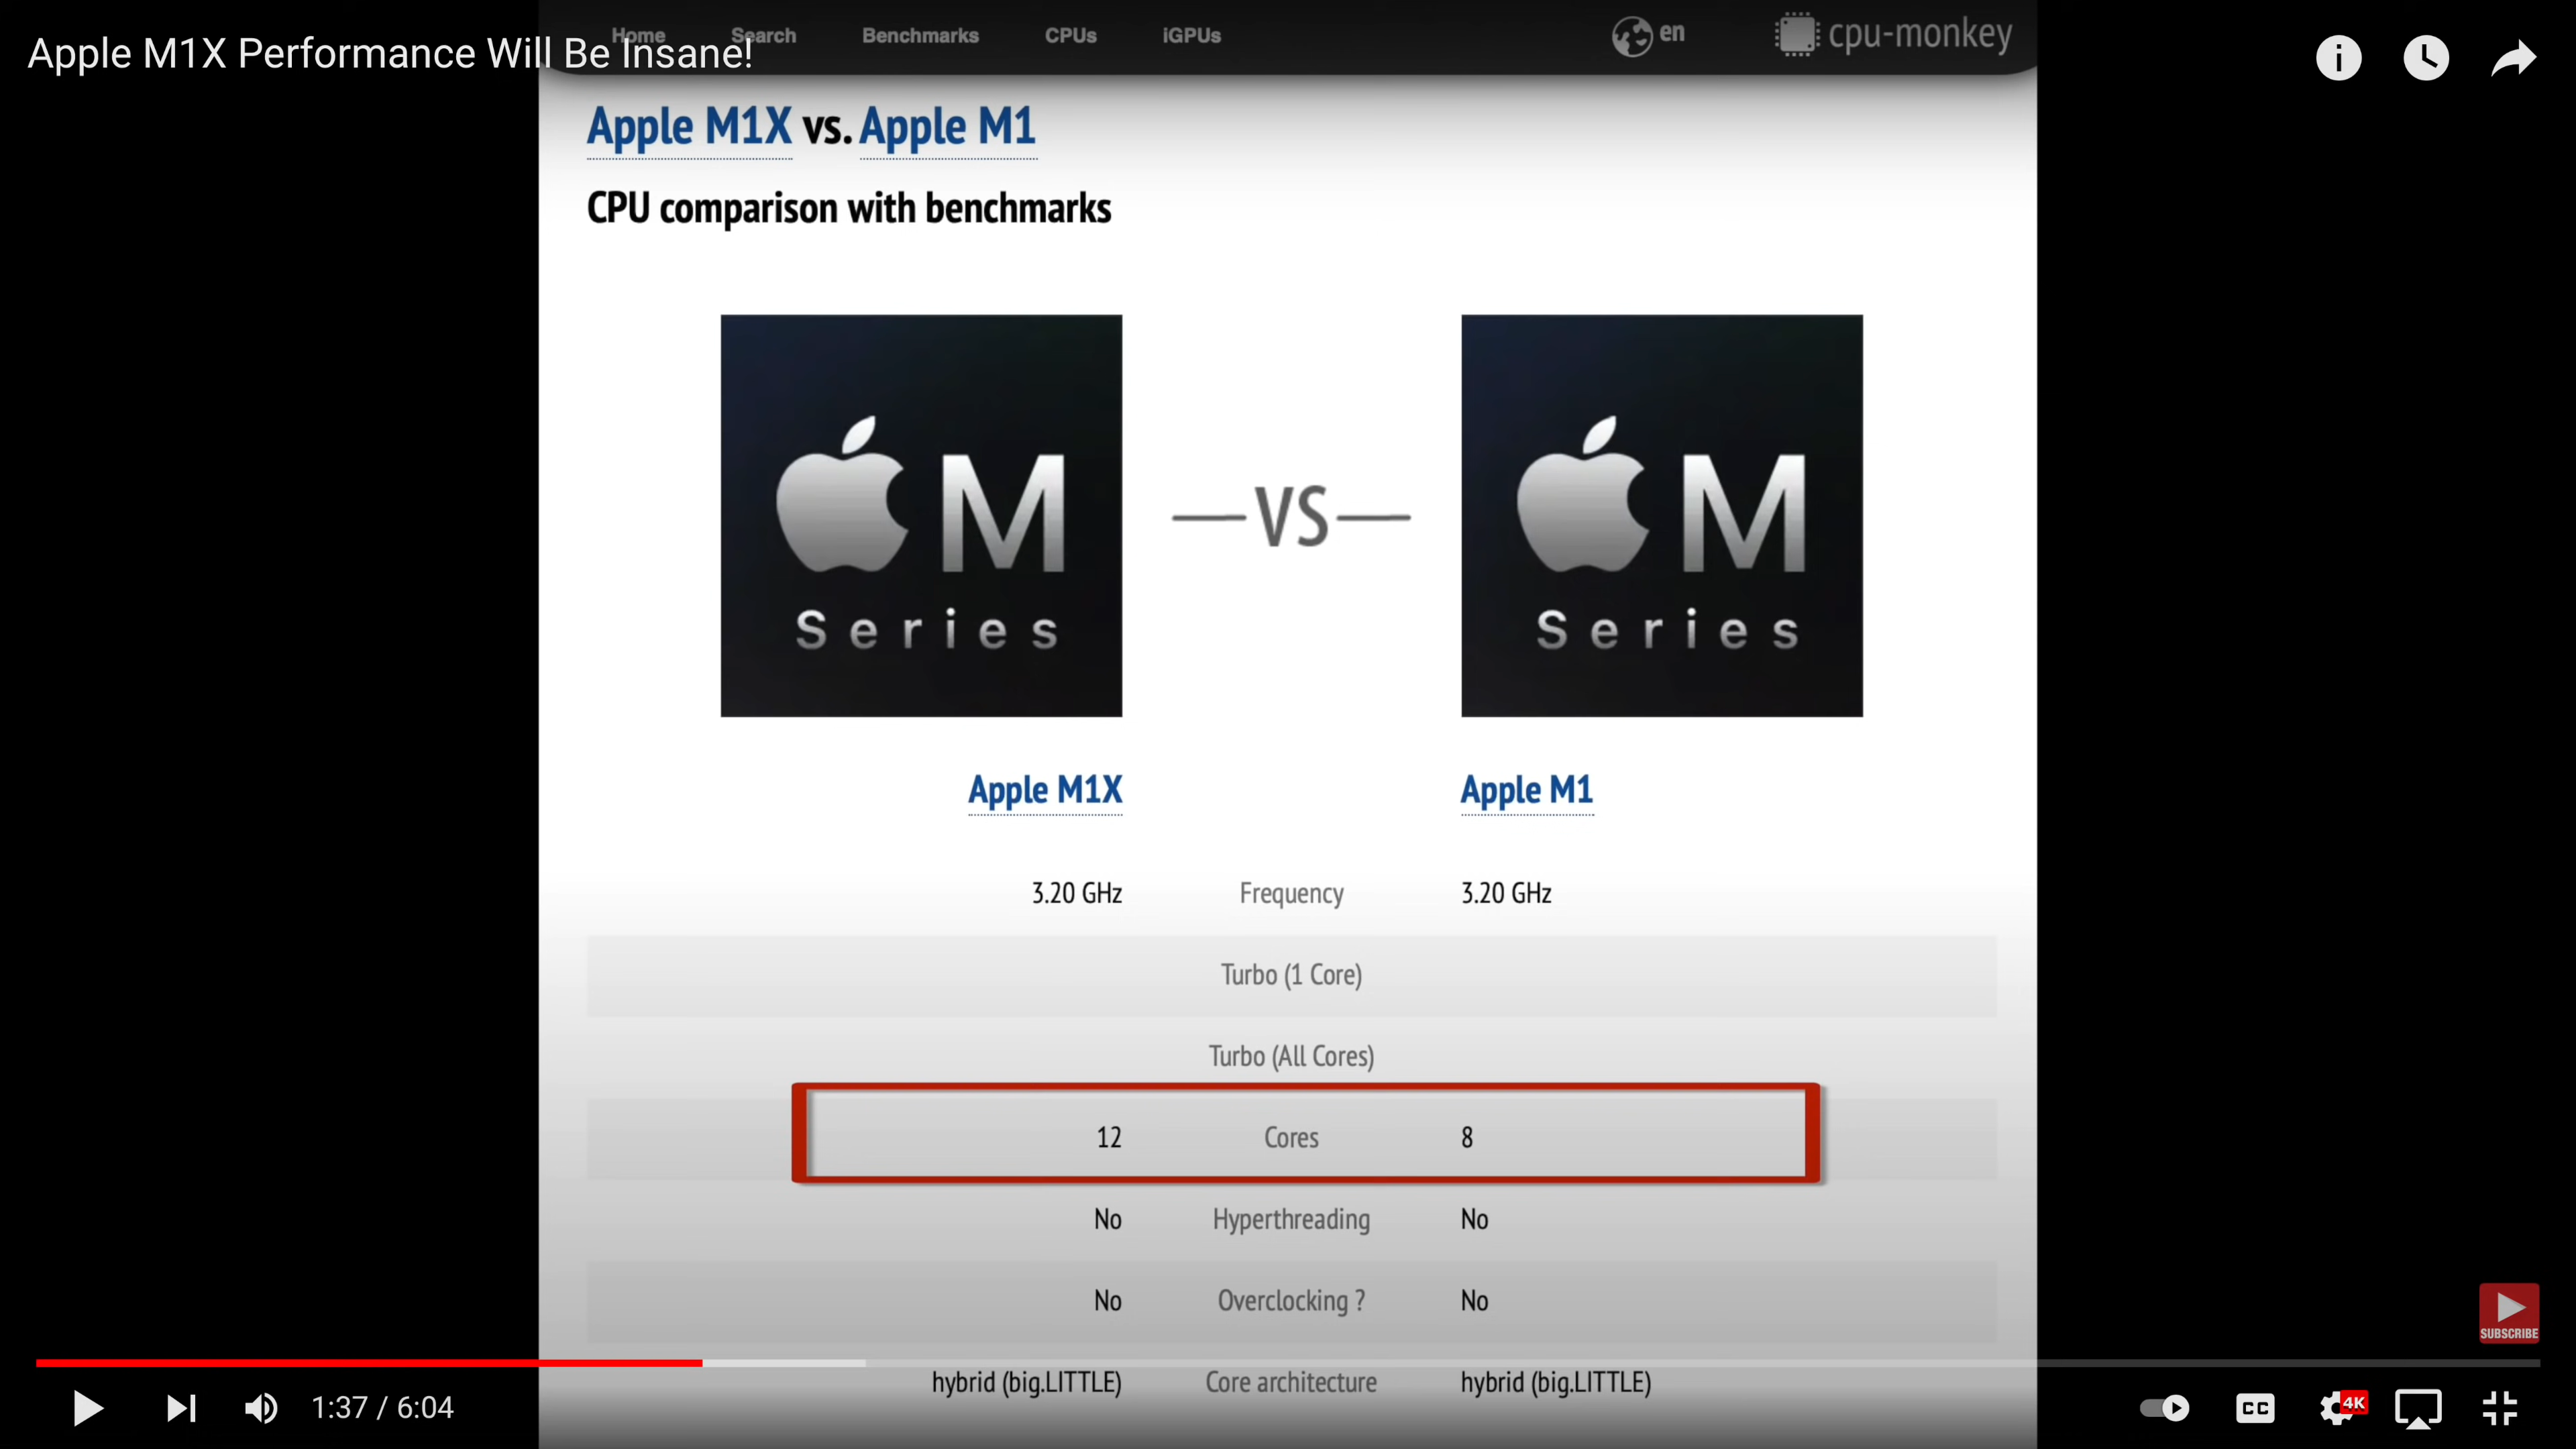 Home Search Benchmarks CPUs iGPUs en cpu-monkey
Apple M1X Performance Will Be Insane!
Apple M1X vs. Apple M1
CPU comparison with benchmarks
M M
Series Series
VS
Apple M1X Apple M1
3.20 GHz Frequency 3.20 GHz
Turbo (1 Core)
Turbo (All Cores)
12 Cores 8
No Hyperthreading No
No Overclocking ? No
SUBSCRIBE
hybrid (big.LITTLE) Core architecture hybrid (big.LITTLE)
1:37 / 6:04 CC 4K